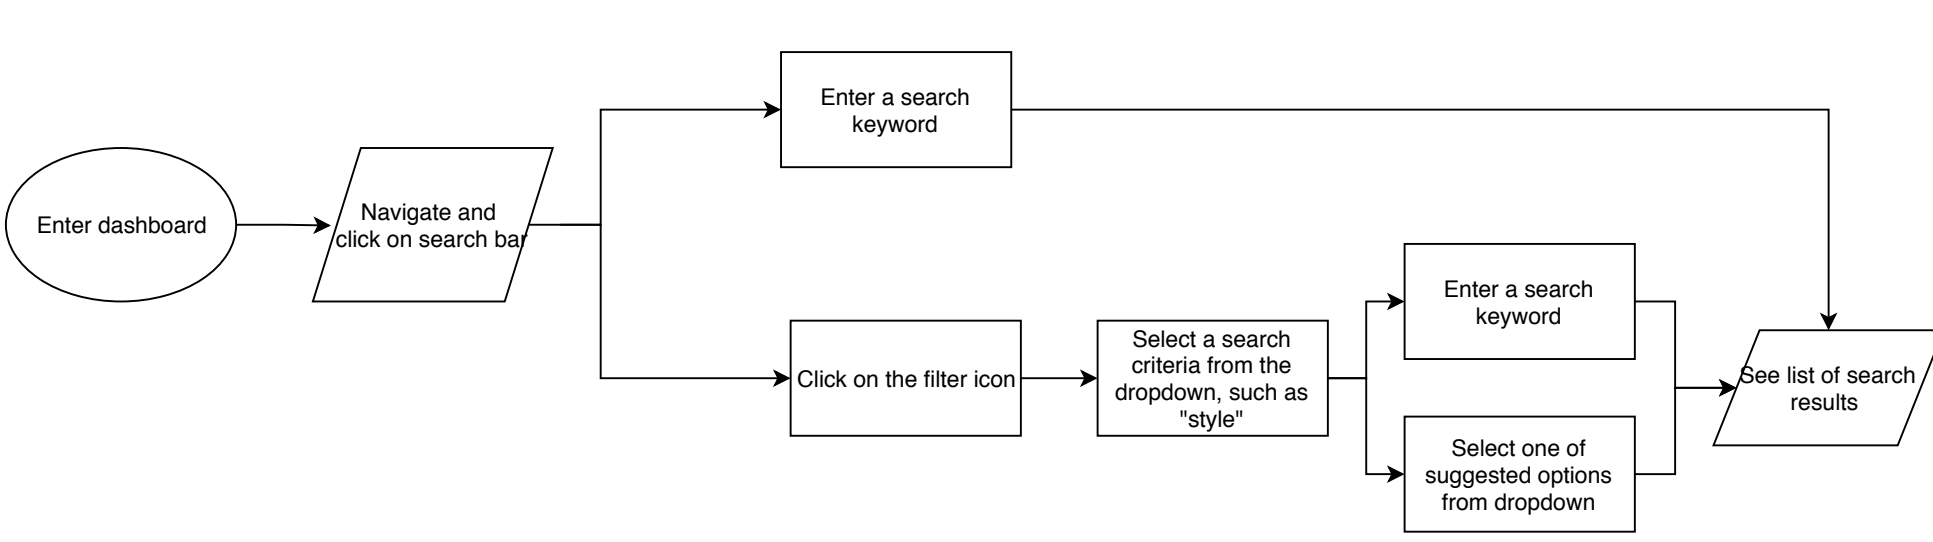 Enter dashboard
Navigate and
click on search bar
Enter a search
keyword
Click on the filter icon
Select a search
criteria from the
dropdown, such as
"style"
Enter a search
keyword
Select one of
suggested options
from dropdown
See list of search
results